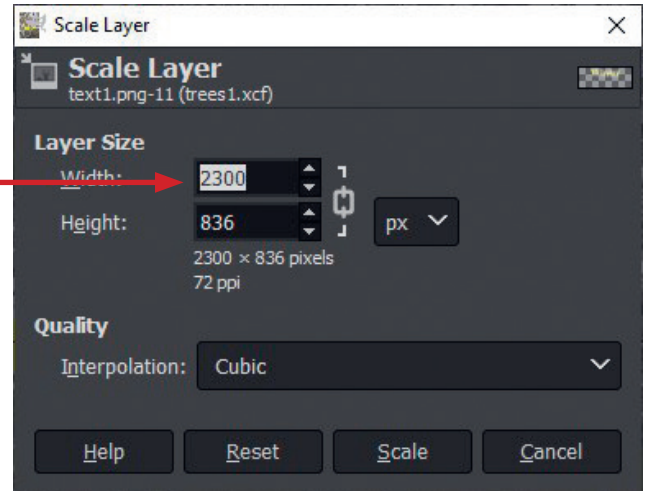 Scale Layer
Scale Layer
text1.png-11 (trees1.xcf)
Layer Size
Width: 2300
Height: 836 px
2300 × 836 pixels
72 ppi
Quality
Interpolation: Cubic
Help Reset Scale Cancel